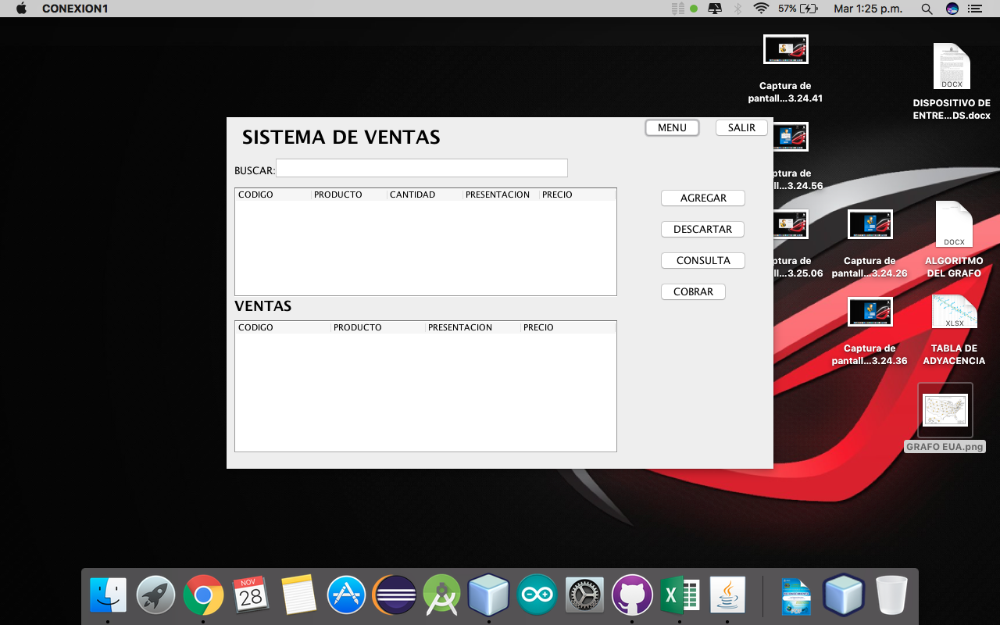 CONEXION1
57%
Mar 1:25 p.m.
Captura de
pantall...3.24.41
DISPOSITIVO DE
ENTRE...DS.docx
DOCX
SISTEMA DE VENTAS
MENU
SALIR
BUSCAR:
CODIGO PRODUCTO CANTIDAD PRESENTACION PRECIO
AGREGAR
DESCARTAR
CONSULTA
COBRAR
VENTAS
CODIGO PRODUCTO PRESENTACION PRECIO
ptura de
ll...3.24.56
ptura de
ll...3.25.06
Captura de
pantall...3.24.26
DOCX
ALGORITMO
DEL GRAFO
Captura de
pantall...3.24.36
XLSX
TABLA DE
ADYACENCIA
GRAFO EUA.png
NOV
28